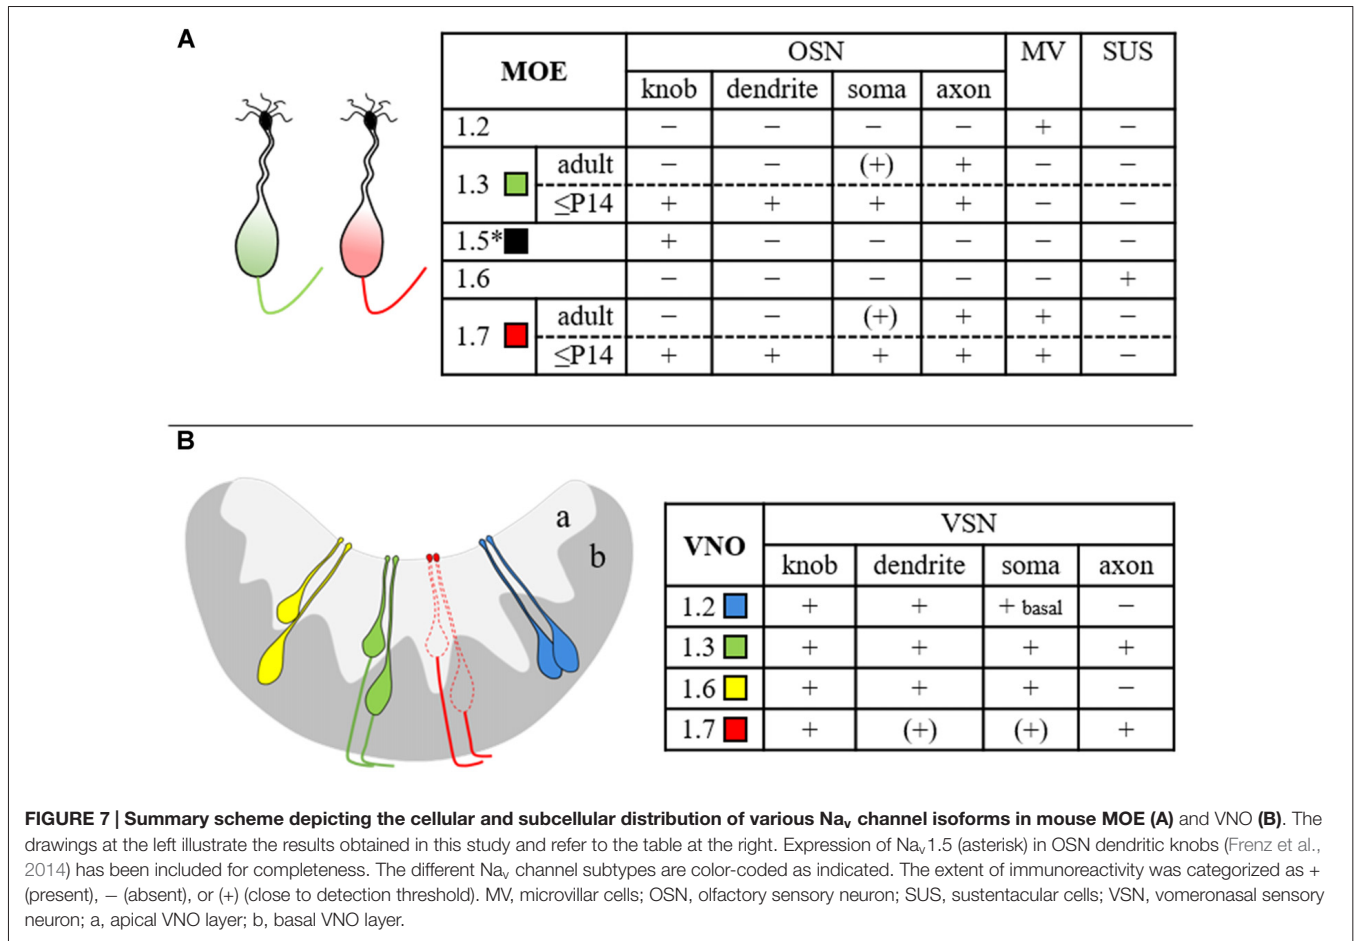 A
MOE OSN MV SUS
knob dendrite soma axon
1.2 − − − − + −
1.3 adult − − (+) + − −
≤P14 + + + + − −
1.5* + − − − − −
1.6 − − − − − +
1.7 adult − − (+) + + −
≤P14 + + + + + −
B
a
b
VNO VSN
knob dendrite soma axon
1.2 + + + basal −
1.3 + + + +
1.6 + + + −
1.7 + (+) (+) +
FIGURE 7 | Summary scheme depicting the cellular and subcellular distribution of various Nav channel isoforms in mouse MOE (A) and VNO (B). The
drawings at the left illustrate the results obtained in this study and refer to the table at the right. Expression of Nav1.5 (asterisk) in OSN dendritic knobs (Frenz et al.,
2014) has been included for completeness. The different Nav channel subtypes are color-coded as indicated. The extent of immunoreactivity was categorized as +
(present), − (absent), or (+) (close to detection threshold). MV, microvillar cells; OSN, olfactory sensory neuron; SUS, sustentacular cells; VSN, vomeronasal sensory
neuron; a, apical VNO layer; b, basal VNO layer.